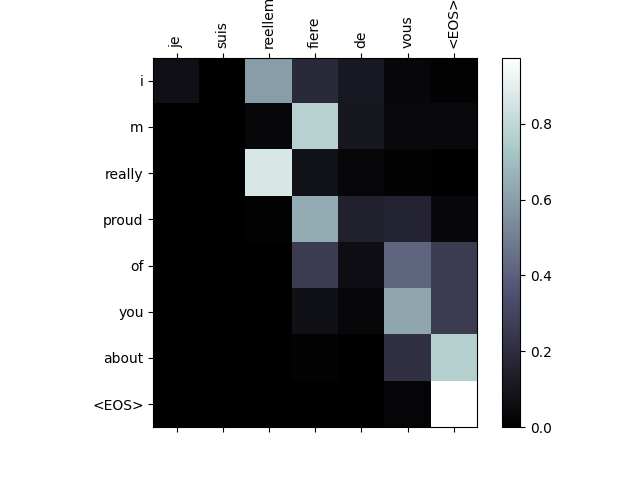 je
suis
reellem
fiere
de
vous
<EOS>
i
m
really
proud
of
you
about
<EOS>
0.8
0.6
0.4
0.2
0.0